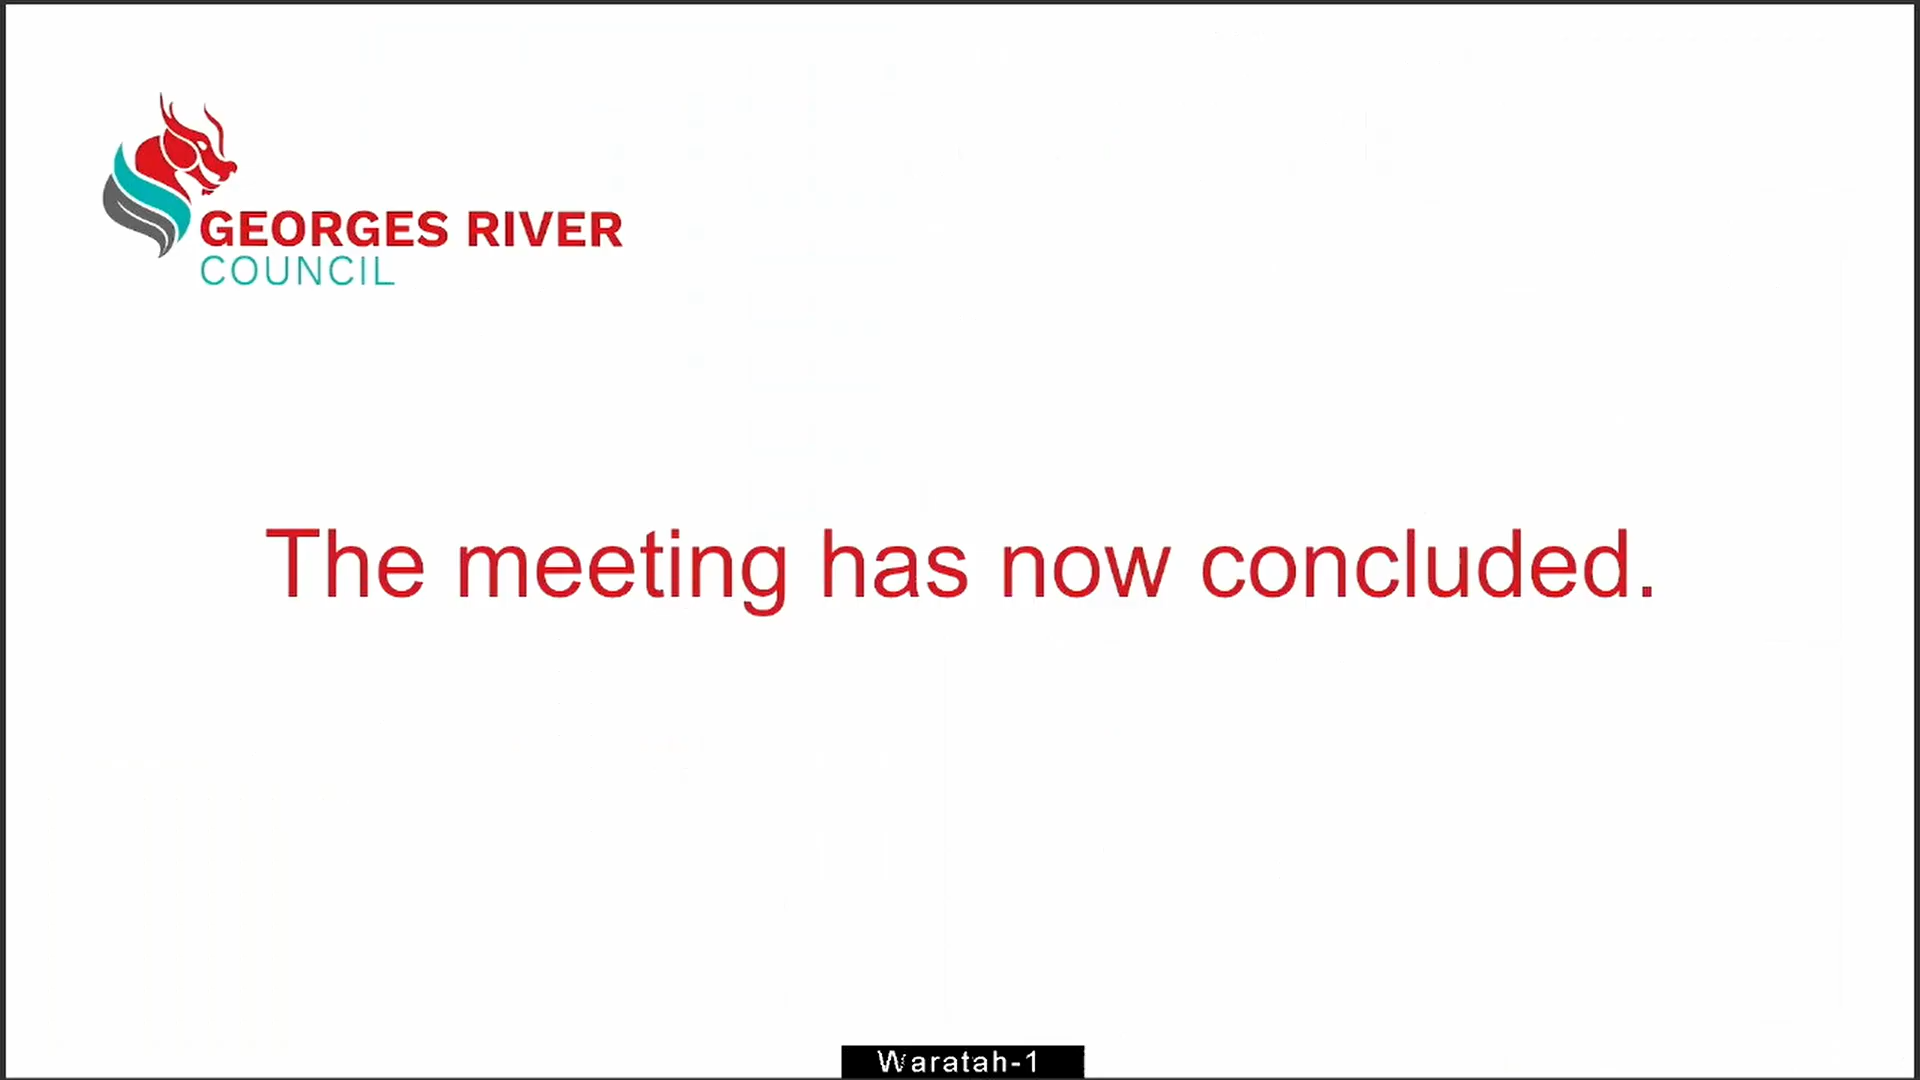 GEORGES RIVER
COUNCIL
The meeting has now concluded.
Waratah-1